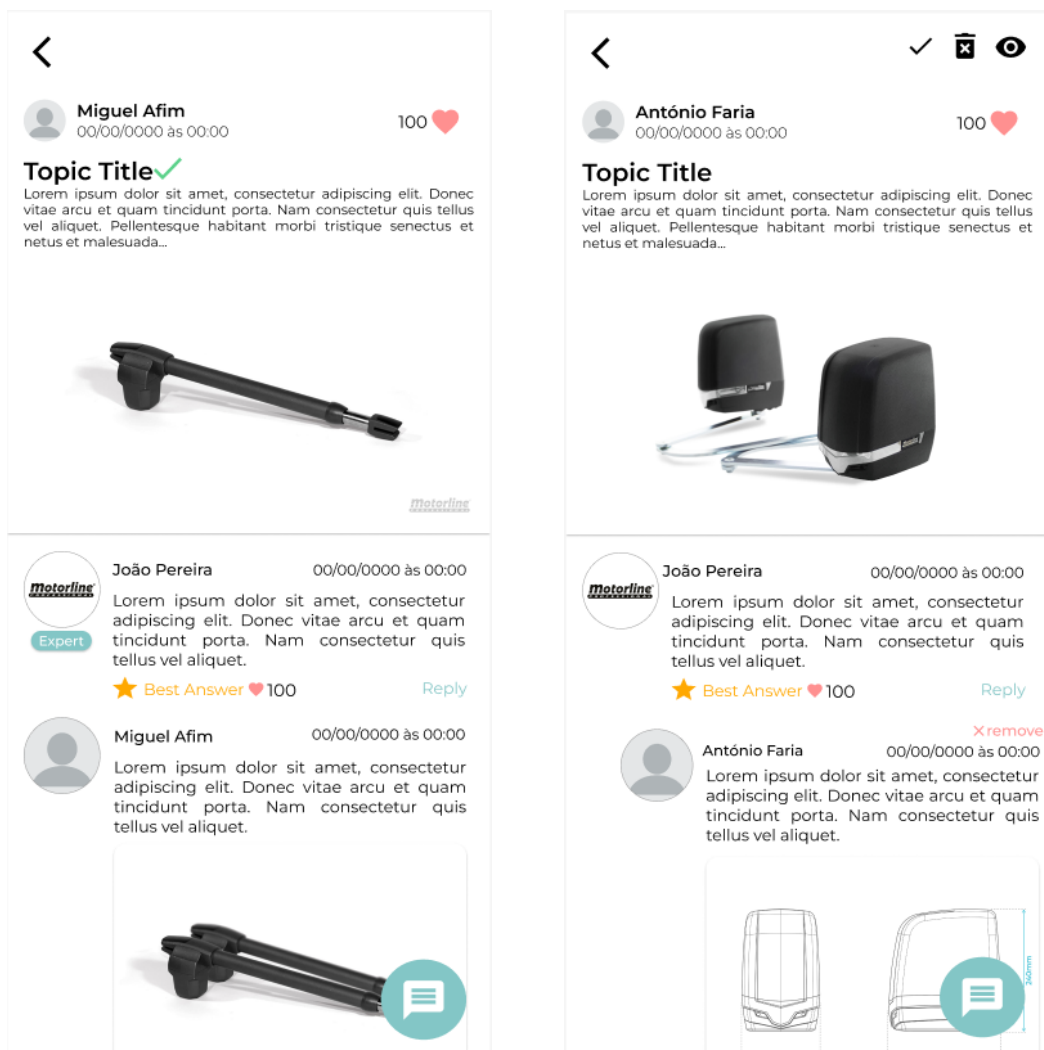 Miguel Afim
00/00/0000 às 00:00
100
Topic Title
Lorem ipsum dolor sit amet, consectetur adipiscing elit. Donec
vitae arcu et quam tincidunt porta. Nam consectetur quis tellus
vel aliquet. Pellentesque habitant morbi tristique senectus et
netus et malesuada...
motorline
PROFESSIONAL
motorline
PROFESSIONAL
Expert
João Pereira
00/00/0000 às 00:00
Lorem ipsum dolor sit amet, consectetur
adipiscing elit. Donec vitae arcu et quam
tincidunt porta. Nam consectetur quis
tellus vel aliquet.
Best Answer
100
Reply
Miguel Afim
00/00/0000 às 00:00
Lorem ipsum dolor sit amet, consectetur
adipiscing elit. Donec vitae arcu et quam
tincidunt porta. Nam consectetur quis
tellus vel aliquet.
António Faria
00/00/0000 às 00:00
100
Topic Title
Lorem ipsum dolor sit amet, consectetur adipiscing elit. Donec
vitae arcu et quam tincidunt porta. Nam consectetur quis tellus
vel aliquet. Pellentesque habitant morbi tristique senectus et
netus et malesuada...
motorline
PROFESSIONAL
João Pereira
00/00/0000 às 00:00
Lorem ipsum dolor sit amet, consectetur
adipiscing elit. Donec vitae arcu et quam
tincidunt porta. Nam consectetur quis
tellus vel aliquet.
Best Answer
100
Reply
remove
António Faria
00/00/0000 às 00:00
Lorem ipsum dolor sit amet, consectetur
adipiscing elit. Donec vitae arcu et quam
tincidunt porta. Nam consectetur quis
tellus vel aliquet.
240mm